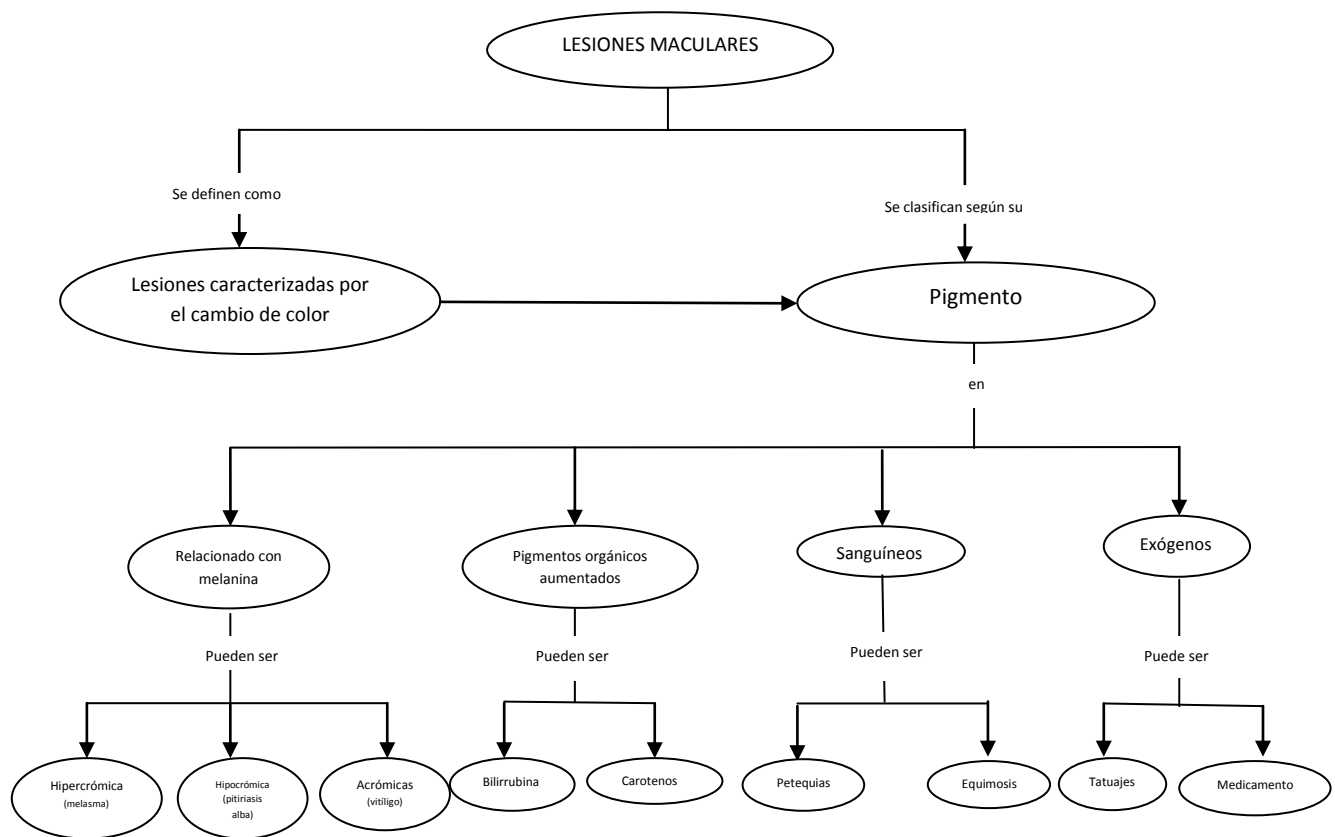 LESIONES MACULARES
Se definen como
Se clasifican según su
Lesiones caracterizadas por
el cambio de color
Pigmento
en
Relacionado con
melanina
Pigmentos orgánicos
aumentados
Sanguíneos
Exógenos
Pueden ser
Pueden ser
Pueden ser
Puede ser
Hipercrómica
(melasma)
Hipocrómica
(pitiriasis
alba)
Acrómicas
(vitíligo)
Bilirrubina
Carotenos
Petequias
Equimosis
Tatuajes
Medicamento